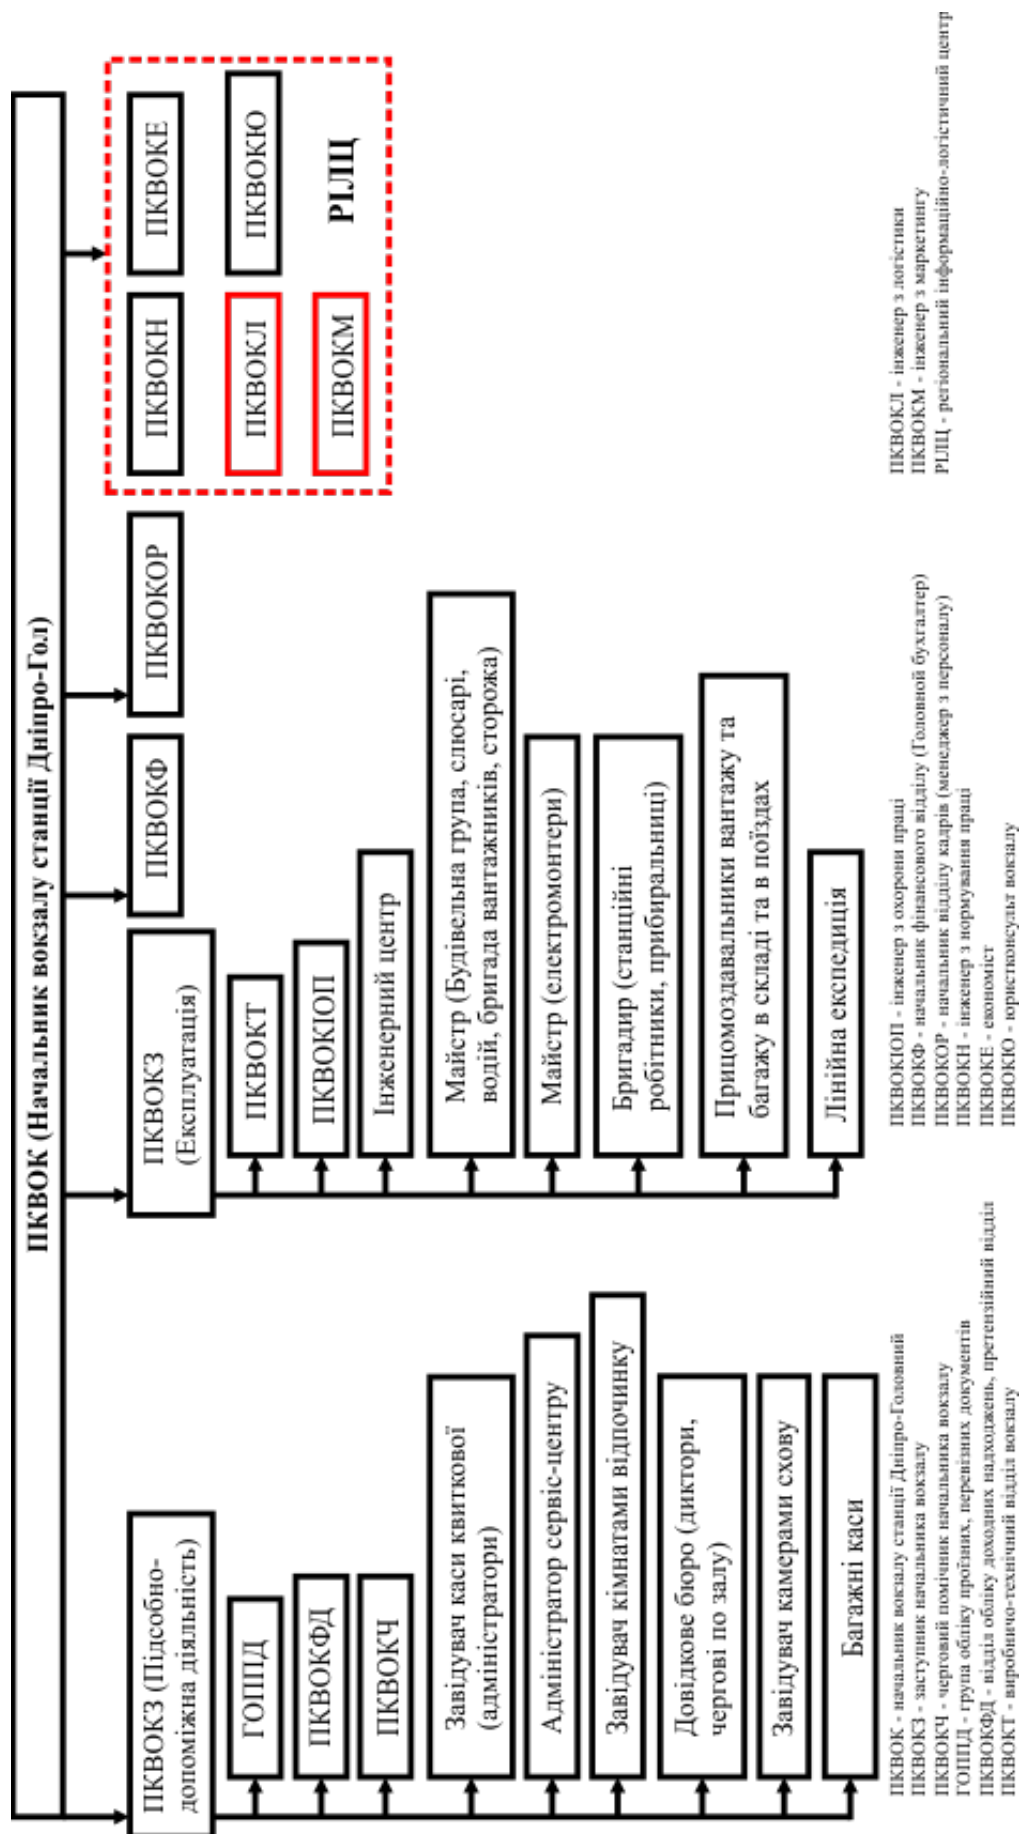 ПКВОК (Начальник вокзалу станції Дніпро-Гол)
ПКВОКЗ (Підсобно-
допоміжна діяльність)
ГОППД
ПКВОКФД
ПКВОКЧ
Завідувач каси квиткової
(адміністратори)
Адміністратор сервіс-центру
Завідувач кімнатами відпочинку
Довідкове бюро (диктори,
чергові по залу)
Завідувач камерами схову
Багажні каси
ПКВОКЗ
(Експлуатація)
ПКВОКТ
ПКВОКІОП
Інженерний центр
Майстр (Будівельна група, слюсарі,
водій, бригада вантажників, сторожа)
Майстр (електромонтери)
Бригадир (станційні
робітники, прибиральниці)
Прицомоздавальники вантажу та
багажу в складі та в поїздах
Лінійна експедиція
ПКВОКФ
ПКВОКОР
ПКВОКН
ПКВОКЕ
ПКВОКЛ
ПКВОКЮ
ПКВОКМ
РІЛЦ
ПКВОК - начальник вокзалу станції Дніпро-Головний
ПКВОКЗ - заступник начальника вокзалу
ПКВОКЧ - черговий помічник начальника вокзалу
ГОППД - група обліку проїзних, перевізних документів
ПКВОКФД - відділ обліку доходних надходжень, претензійний відділ
ПКВОКТ - виробничо-технічний відділ вокзалу
ПКВОКІОП - інженер з охорони праці
ПКВОКФ - начальник фінансового відділу (Головной бухгалтер)
ПКВОКОР - начальник відділу кадрів (менеджер з персоналу)
ПКВОКН - інженер з нормування праці
ПКВОКЕ - економіст
ПКВОКЮ - юристконсульт вокзалу
ПКВОКЛ - інженер з логістики
ПКВОКМ - інженер з маркетингу
РІЛЦ - регіональний інформаційно-логістичний центр